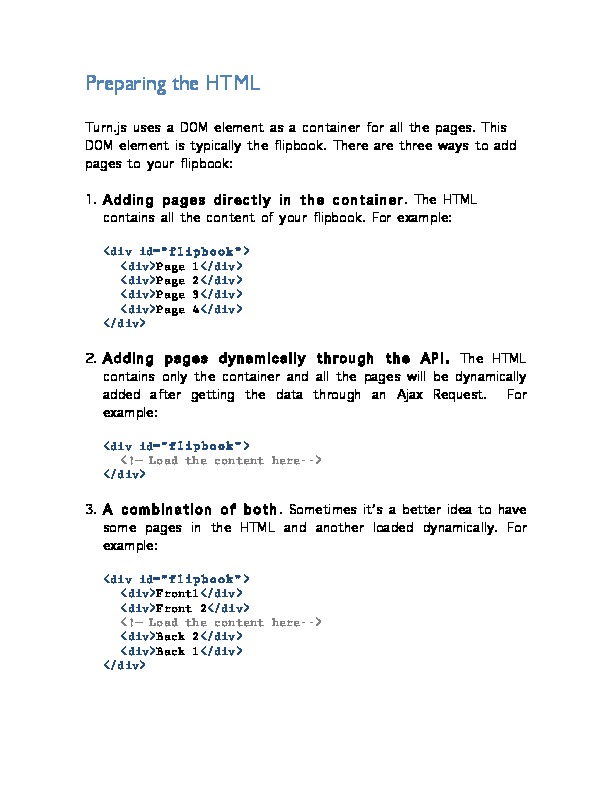 Preparing the HTML
Turn.js uses a DOM element as a container for all the pages. This
DOM element is typically the flipbook. There are three ways to add
pages to your flipbook:
1. Adding pages directly in the container. The HTML
contains all the content of your flipbook. For example:
<div id="flipbook">
<div>Page 1</div>
<div>Page 2</div>
<div>Page 3</div>
<div>Page 4</div>
</div>
2. Adding pages dynamically through the API. The HTML
contains only the container and all the pages will be dynamically
added after getting the data through an Ajax Request. For
example:
<div id="flipbook">
<!— Load the content here-->
</div>
3. A combination of both. Sometimes it's a better idea to have
some pages in the HTML and another loaded dynamically. For
example:
<div id="flipbook">
<div>Front1</div>
<div>Front 2</div>
<!— Load the content here-->
<div>Back 2</div>
<div>Back 1</div>
</div>